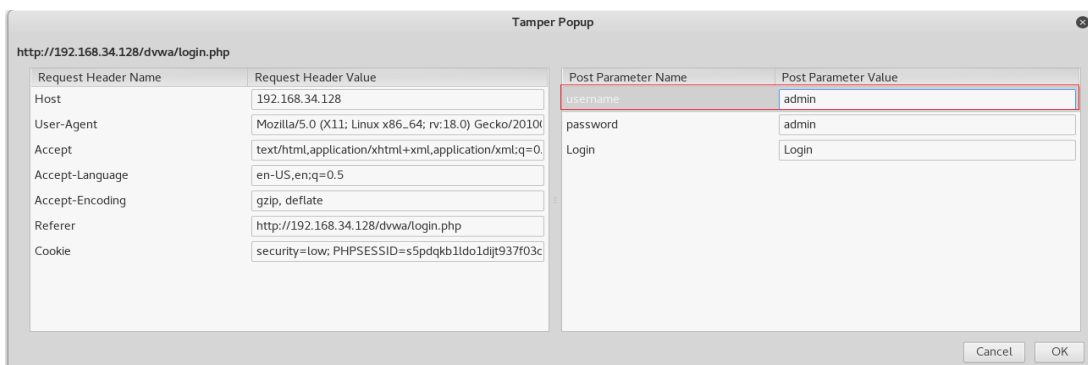 Tamper Popup
http://192.168.34.128/dvwa/login.php
Request Header Name Request Header Value
Host 192.168.34.128
User-Agent Mozilla/5.0 (X11; Linux x86_64; rv:18.0) Gecko/2010
Accept text/html,application/xhtml+xml,application/xml;q=0.
Accept-Language en-US,en;q=0.5
Accept-Encoding gzip, deflate
Referer http://192.168.34.128/dvwa/login.php
Cookie security=low; PHPSESSID=s5pdqkb1ldo1dijt937f03c
Post Parameter Name Post Parameter Value
username admin
password admin
Login Login
Cancel OK